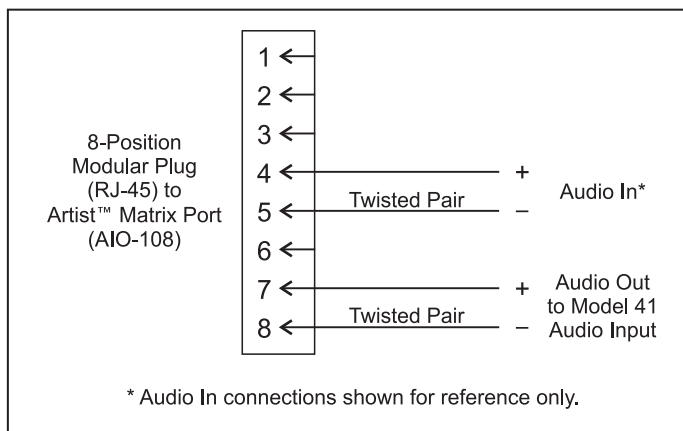 8-Position
Modular Plug
(RJ-45) to
Artist™ Matrix Port
(AIO-108)
1
2
3
4
5
6
7
8
Twisted Pair
Twisted Pair
+
−
Audio In*
+
−
Audio Out
to Model 41
Audio Input
* Audio In connections shown for reference only.